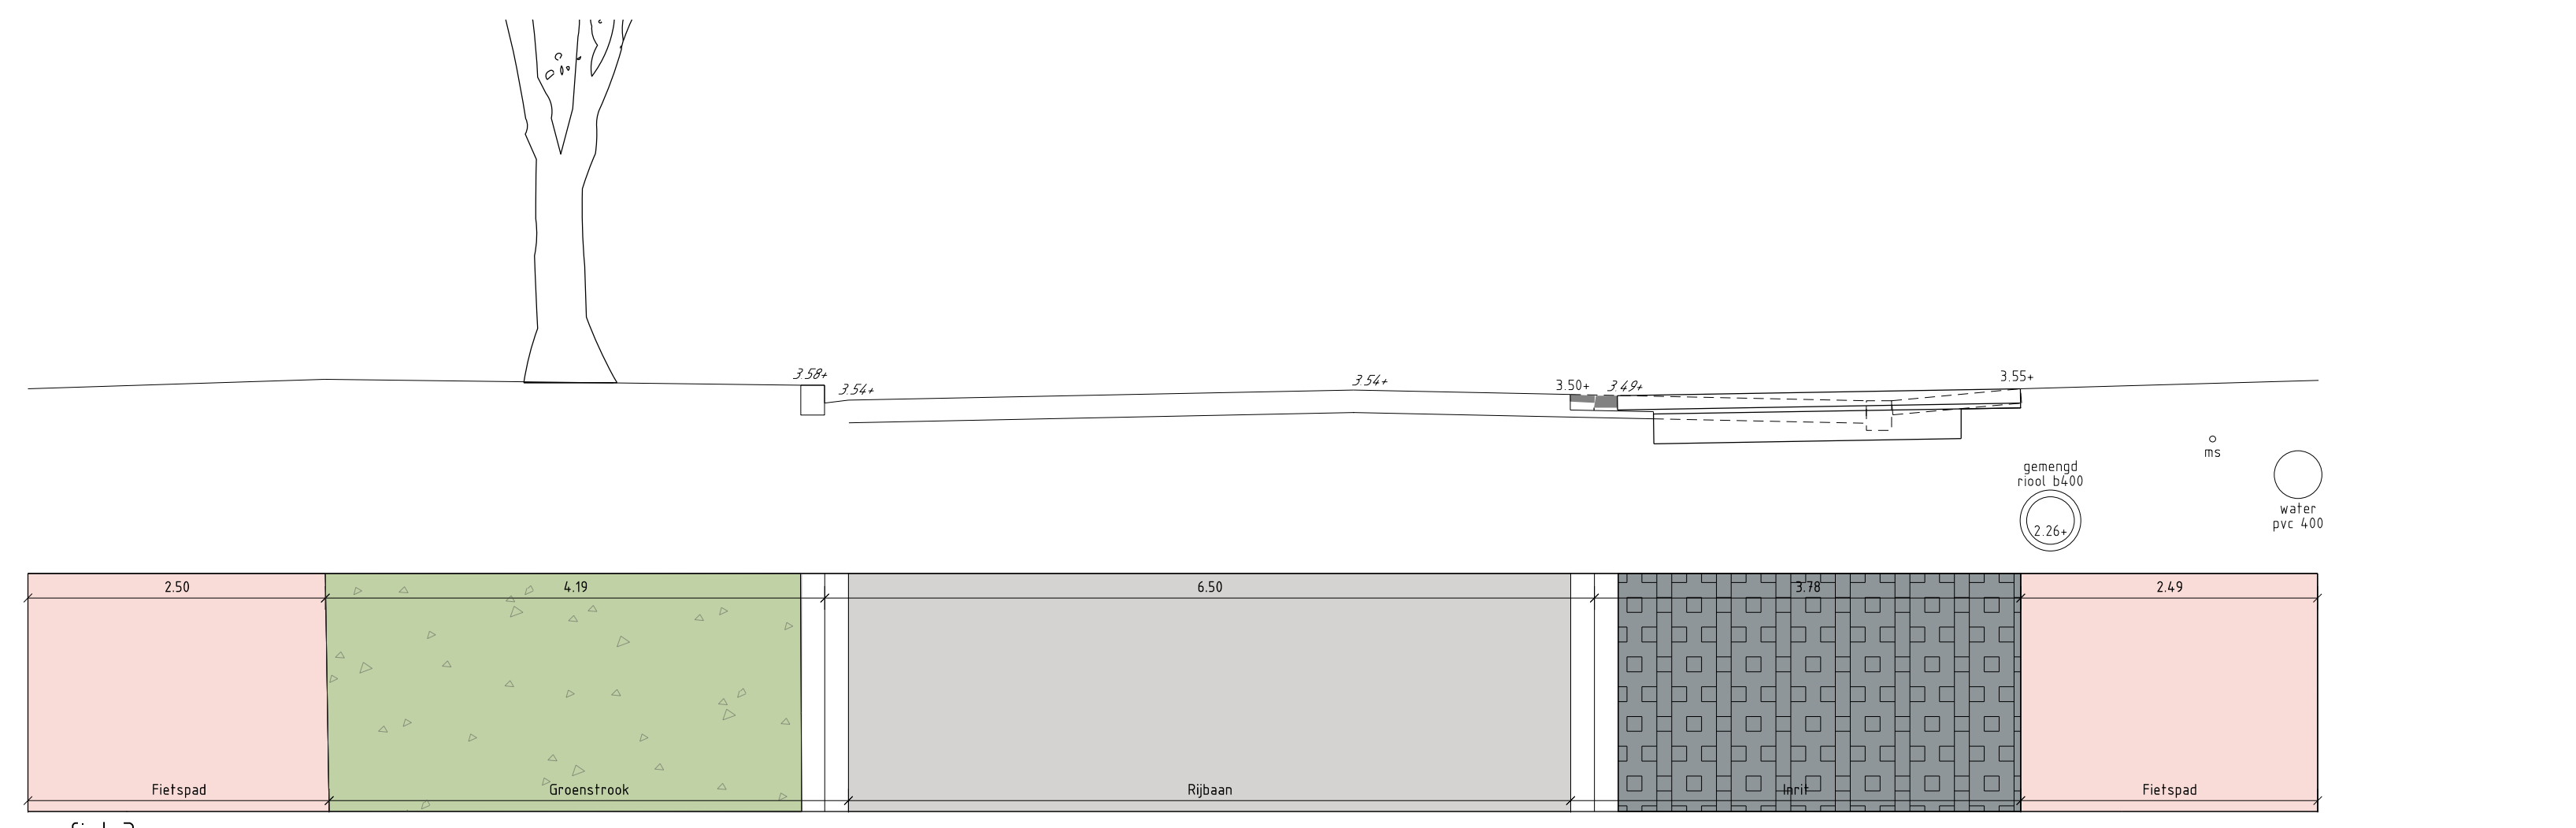 3.58+
3.54+
3.54+
3.50+
3.49+
3.55+
ms
gemengd
riool b400
2.26+
water
pvc 400
2.50
4.19
6.50
3.78
2.49
Fietspad
Groenstrook
Rijbaan
Inrit
Fietspad